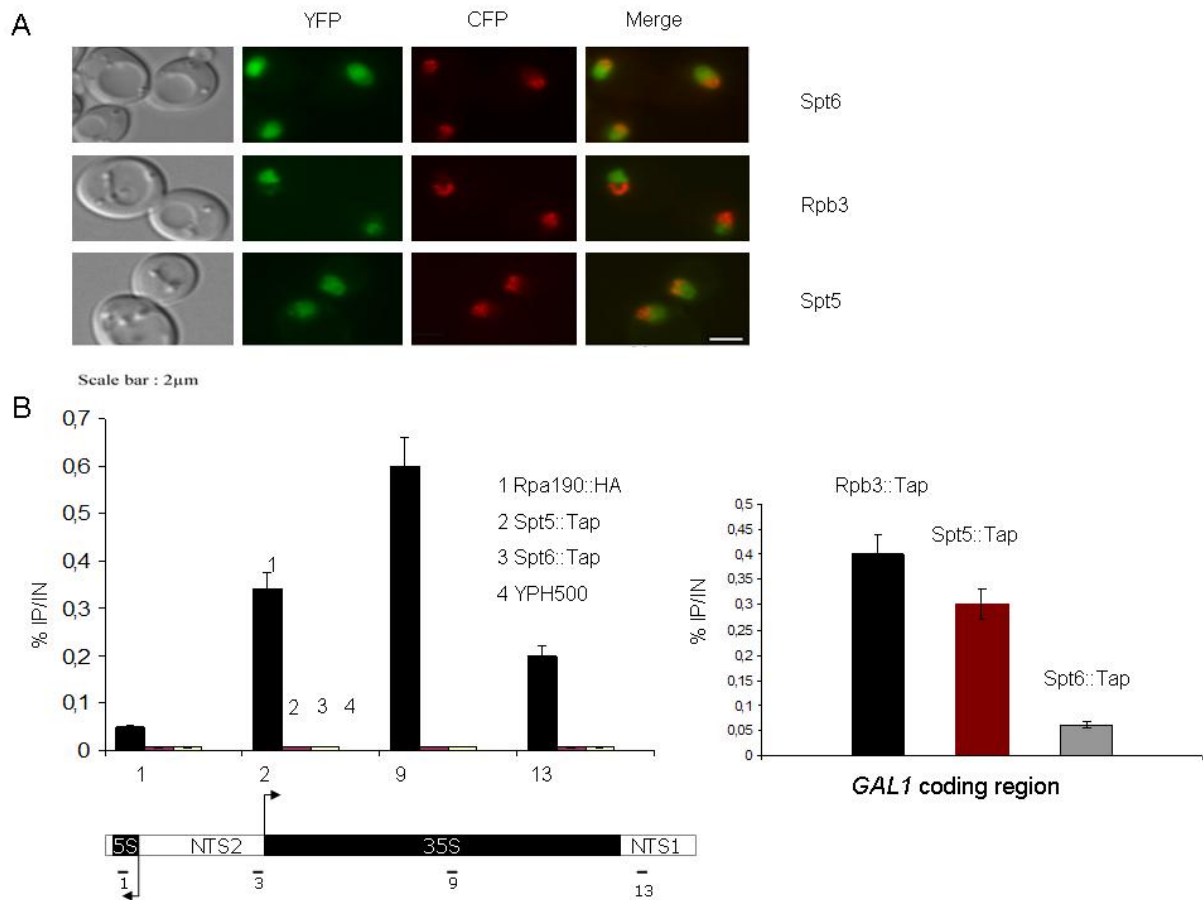 A
YFP CFP Merge
Spt6
Rpb3
Spt5
Scale bar : 2µm
B
0,7
0,6
0,5
0,4
0,3
0,2
0,1
0
% IP/IN
1
2 3 4
1 Rpa190::HA
2 Spt5::Tap
3 Spt6::Tap
4 YPH500
1 2 9 13
5S NTS2 35S NTS1
1 3 9 13
0,5
0,45
0,4
0,35
0,3
0,25
0,2
0,15
0,1
0,05
0
% IP/IN
Rpb3::Tap
Spt5::Tap
Spt6::Tap
GAL1 coding region